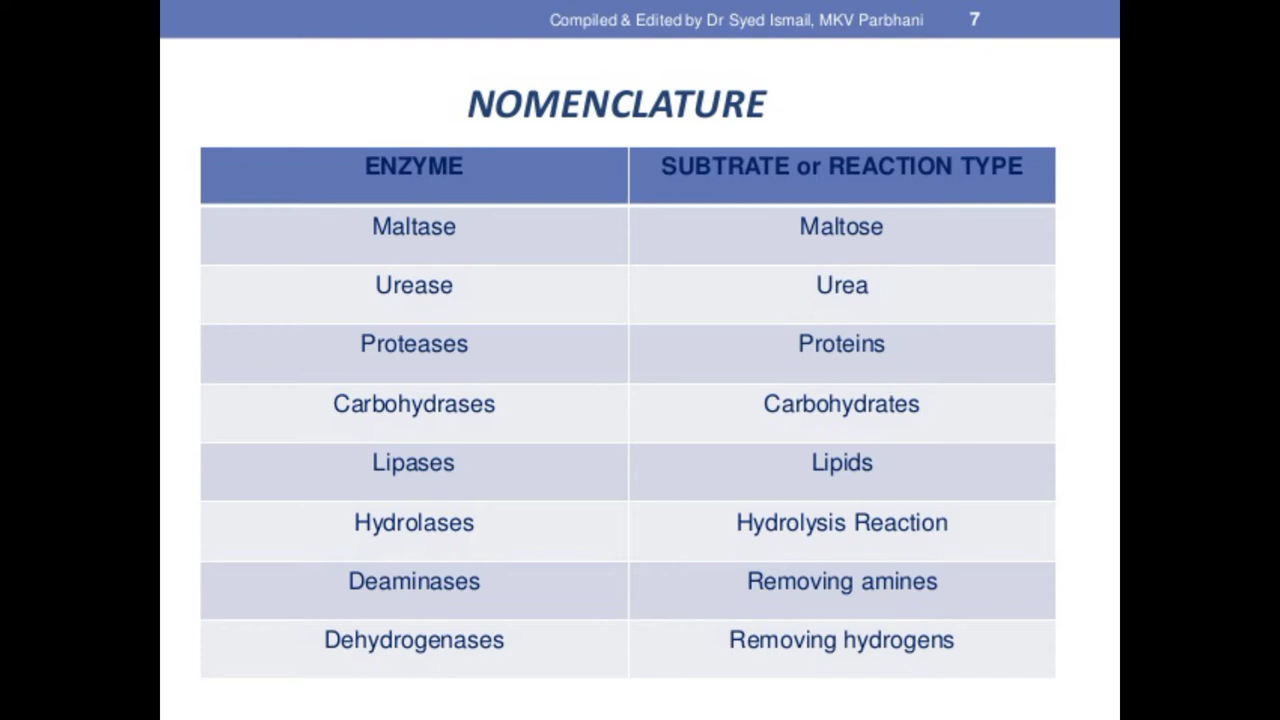 Compiled & Edited by Dr Syed Ismail, MKV Parbhani 7
NOMENCLATURE
ENZYME SUBTRATE or REACTION TYPE
Maltase Maltose
Urease Urea
Proteases Proteins
Carbohydrases Carbohydrates
Lipases Lipids
Hydrolases Hydrolysis Reaction
Deaminases Removing amines
Dehydrogenases Removing hydrogens